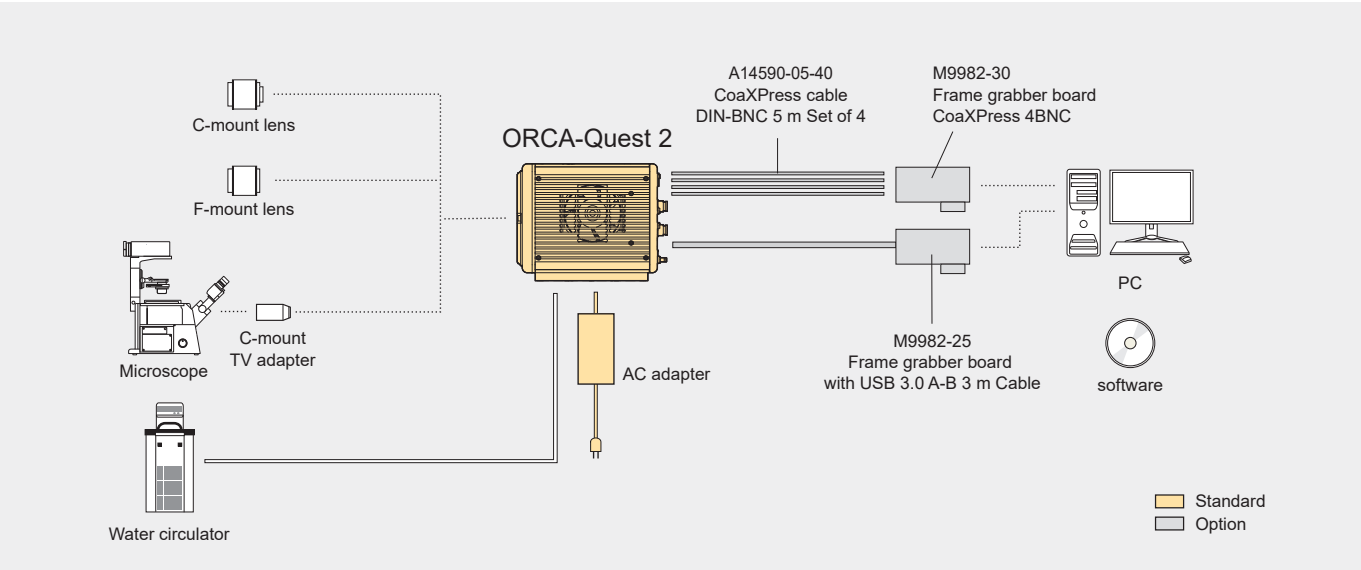 C-mount lens
F-mount lens
Microscope
C-mount
TV adapter
Water circulator
ORCA-Quest 2
AC adapter
A14590-05-40
CoaXPress cable
DIN-BNC 5 m Set of 4
M9982-30
Frame grabber board
CoaXPress 4BNC
M9982-25
Frame grabber board
with USB 3.0 A-B 3 m Cable
PC
software
Standard
Option